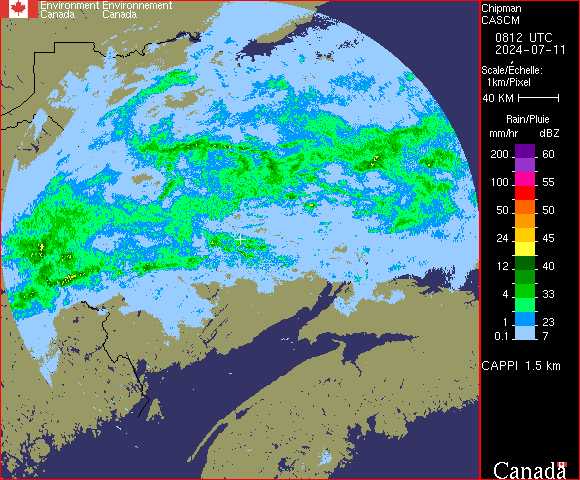 Environment Environnement
Canada Canada
Chipman
CASCM
0812 UTC
2024-07-11
Scale/Échelle:
1km/Pixel
40 KM
Rain/Pluie
mm/hr dBZ
200 60
100 55
50 50
24 45
12 40
4 33
1 23
0.1 7
CAPPI 1.5 km
Canada